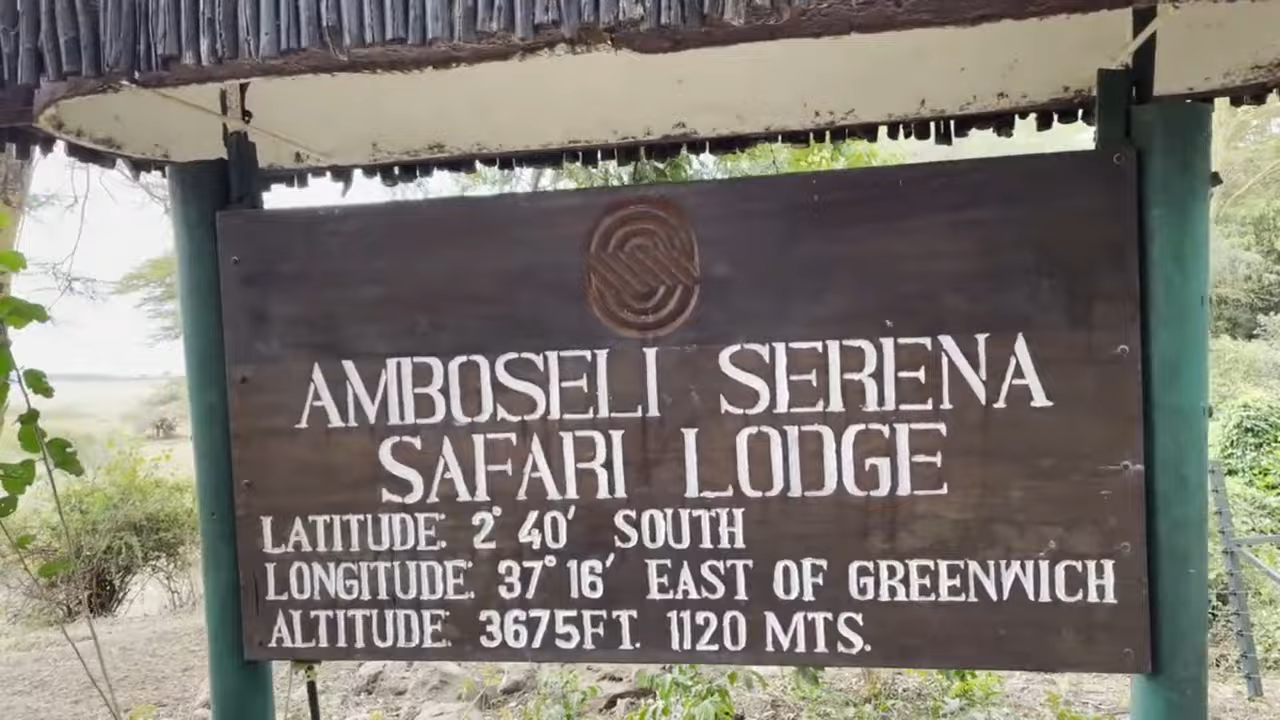 AMBOSELI SERENA
SAFARI LODGE
LATITUDE: 2° 40' SOUTH
LONGITUDE: 37° 16' EAST OF GREENWICH
ALTITUDE: 3675FT. 1120 MTS.